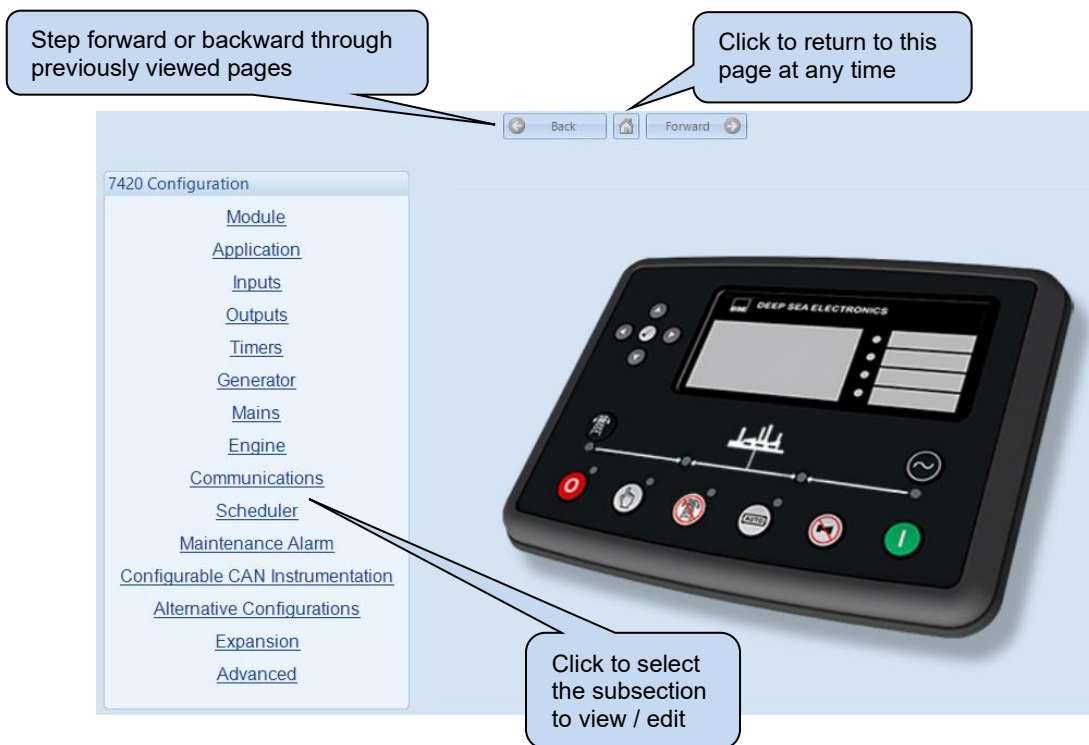 Step forward or backward through
previously viewed pages
Click to return to this
page at any time
Back
Forward
7420 Configuration
Module
Application
Inputs
Outputs
Timers
Generator
Mains
Engine
Communications
Scheduler
Maintenance Alarm
Configurable CAN Instrumentation
Alternative Configurations
Expansion
Advanced
DSE DEEP SEA ELECTRONICS
O
AUTO
I
Click to select
the subsection
to view / edit